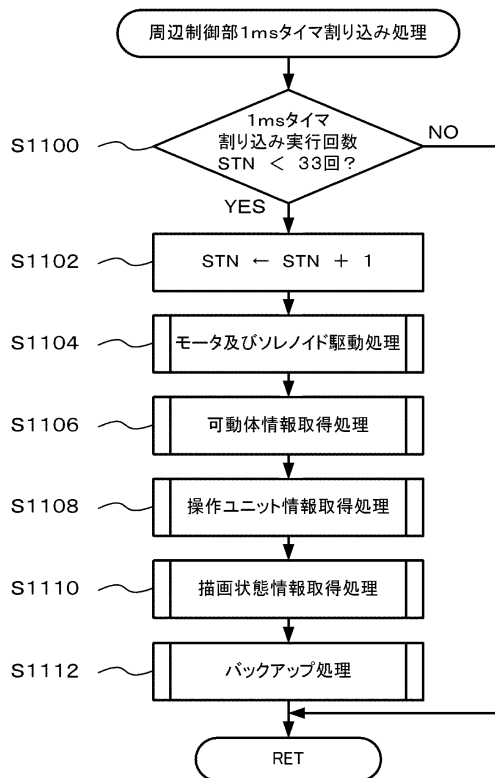 周辺制御部1msタイマ割り込み処理
1msタイマ
割り込み実行回数
STN ＜ 33回？
S1100
NO
YES
S1102
STN ← STN ＋ 1
S1104
モータ及びソレノイド駆動処理
S1106
可動体情報取得処理
S1108
操作ユニット情報取得処理
S1110
描画状態情報取得処理
S1112
バックアップ処理
RET